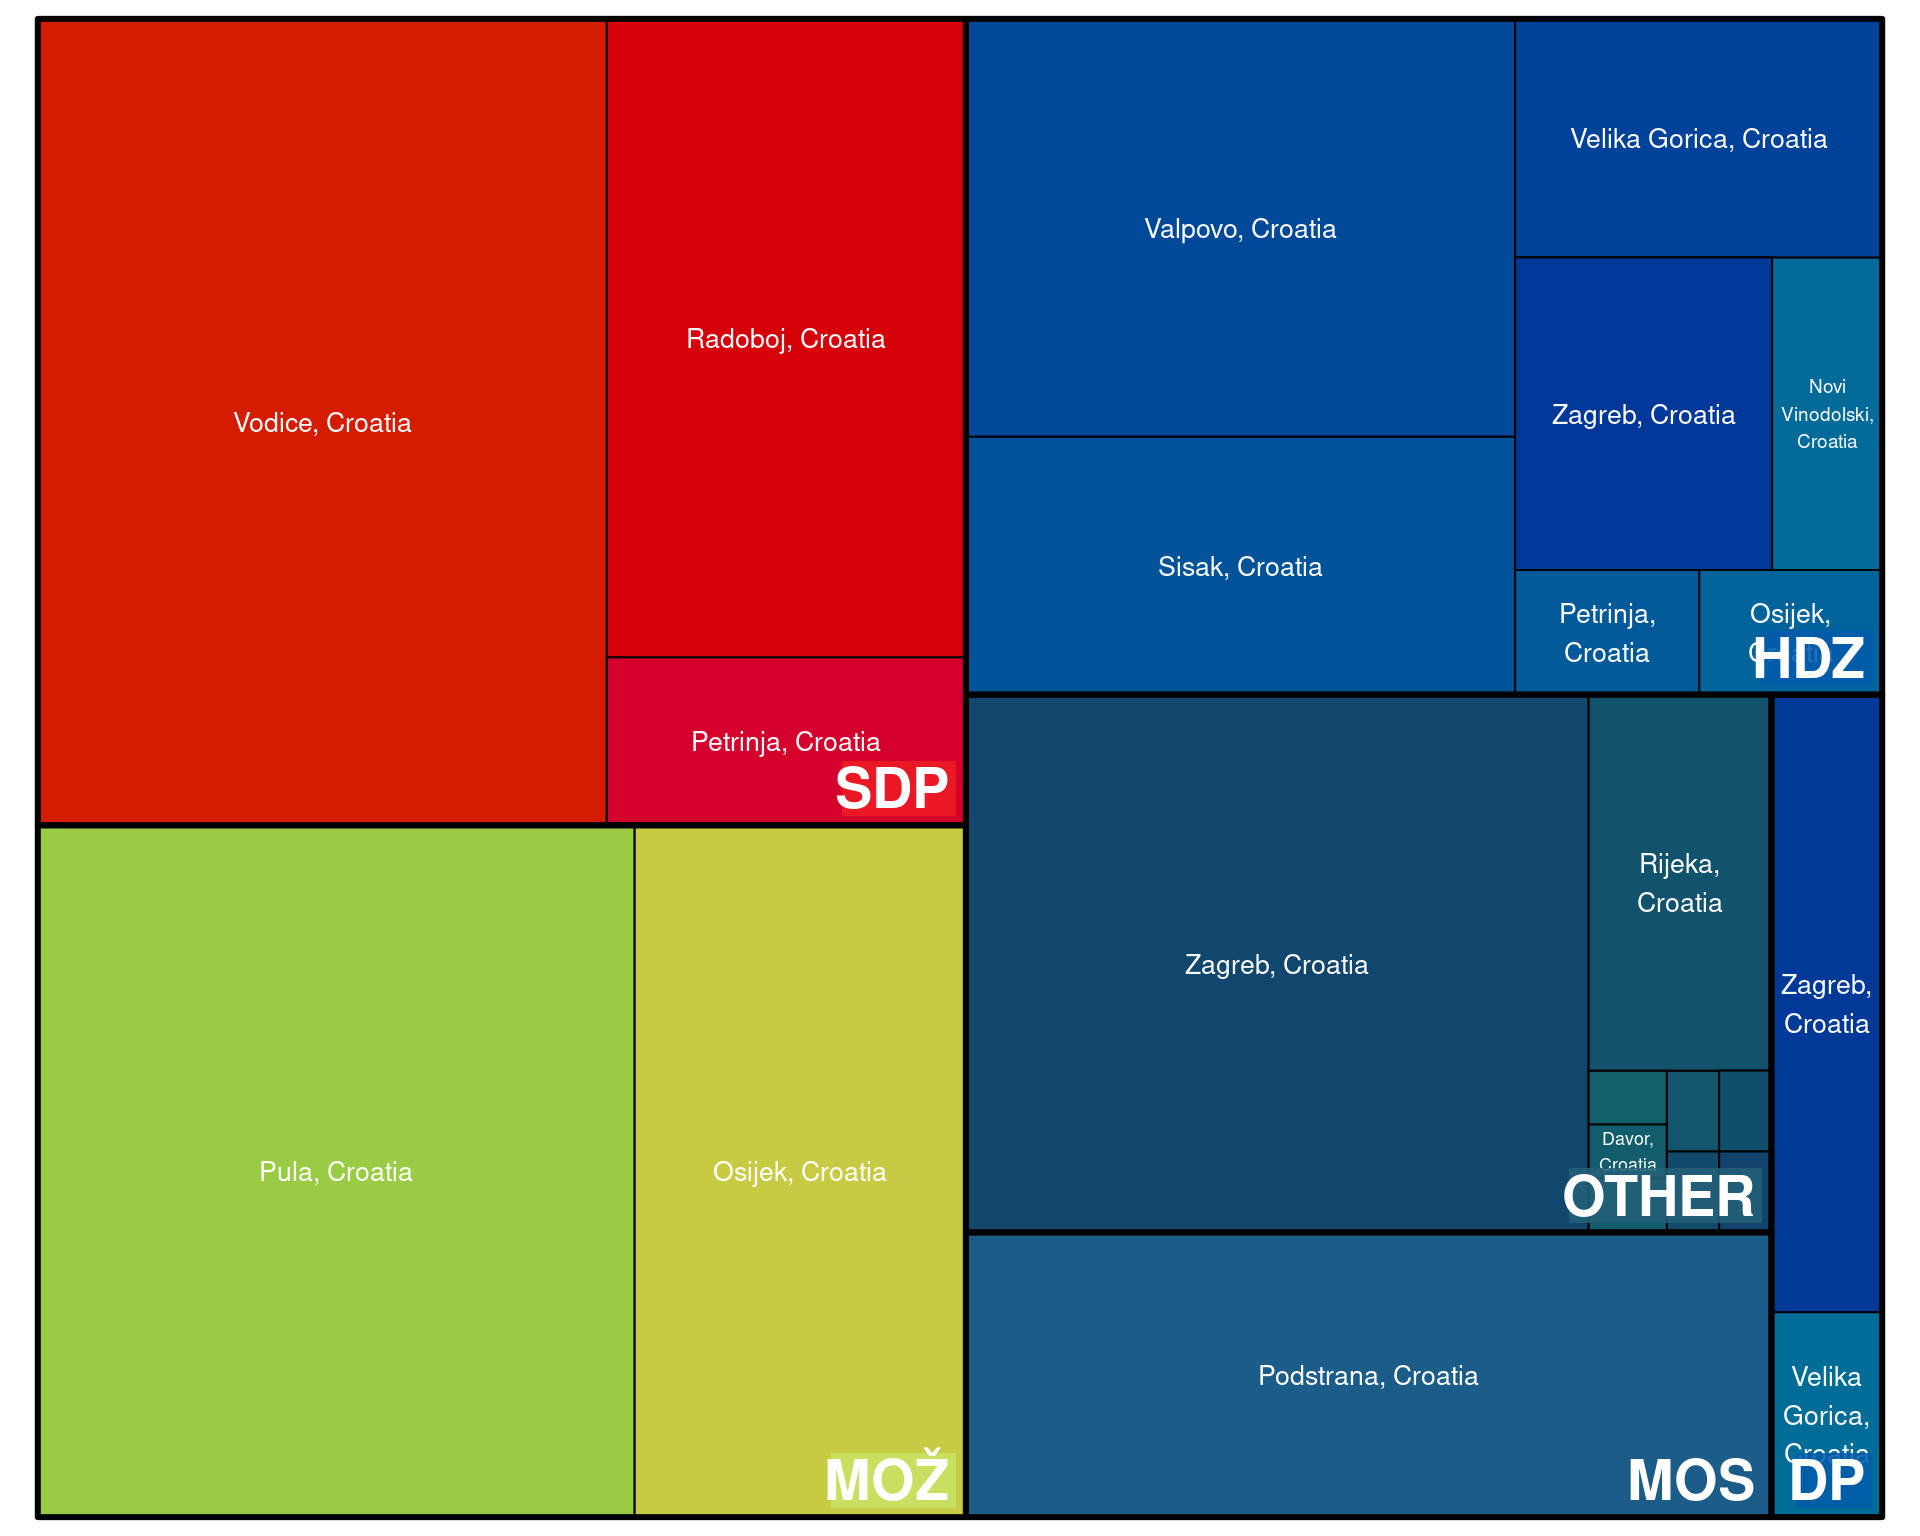 Vodice, Croatia
Radoboj, Croatia
Petrinja, Croatia
SDP
Pula, Croatia
Osijek, Croatia
MOŽ
Valpovo, Croatia
Velika Gorica, Croatia
Sisak, Croatia
Zagreb, Croatia
Novi
Vinodolski,
Croatia
Petrinja,
Croatia
Osijek,
HDZ
Zagreb, Croatia
Rijeka,
Croatia
Davor,
Croatia
OTHER
Podstrana, Croatia
MOS
Zagreb,
Croatia
Velika
Gorica,
Croatia
DP